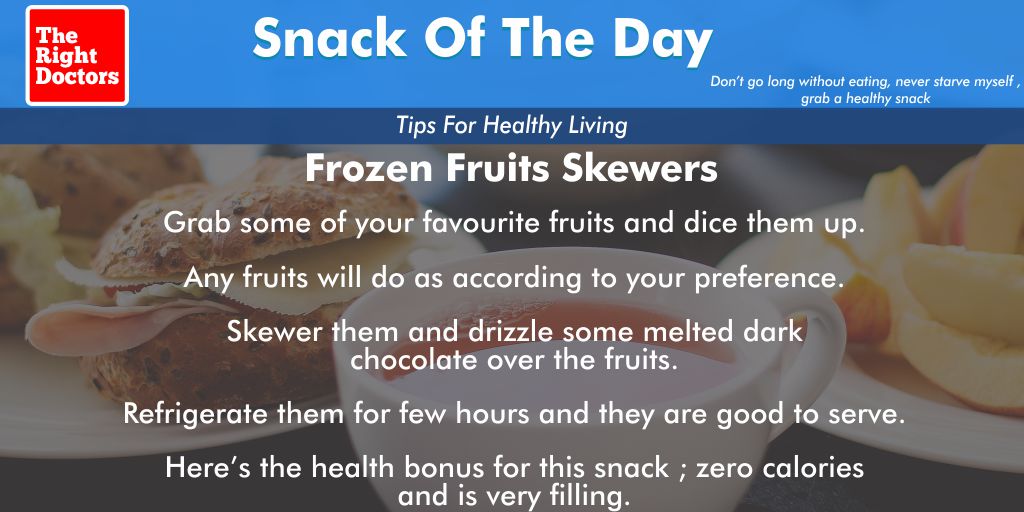 The
Right
Doctors
Snack Of The Day
Don't go long without eating, never starve myself ,
grab a healthy snack
Tips For Healthy Living
Frozen Fruits Skewers
Grab some of your favourite fruits and dice them up.
Any fruits will do as according to your preference.
Skewer them and drizzle some melted dark
chocolate over the fruits.
Refrigerate them for few hours and they are good to serve.
Here's the health bonus for this snack ; zero calories
and is very filling.